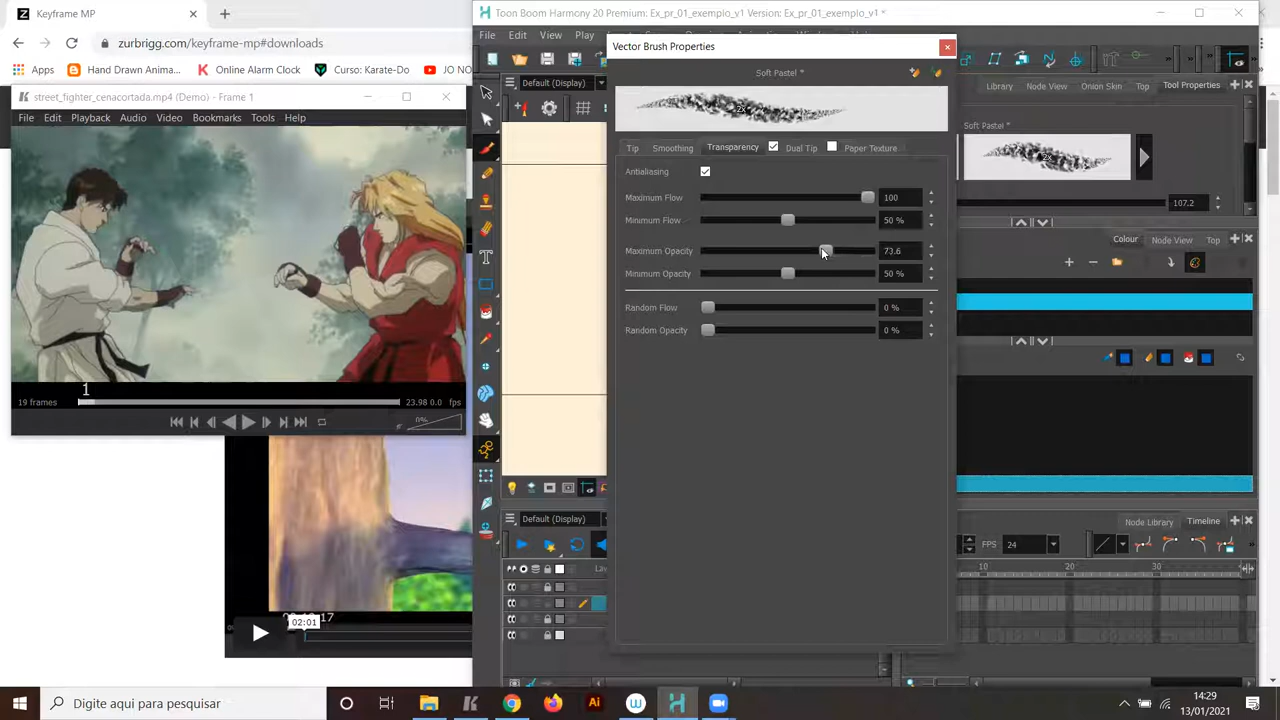 Keyframe MP
zurbrigg.com/keyframe-mp#downloads
Apps
Hand Drawn Anima...
Online Alarm Clock
Curso: Karate-Do
JO NO
street_fighter_cenacortada.mp4 (Demo) - Frame 1
File Edit Playback Audio View Bookmarks Tools Help
1
19 frames
23.98 0.0 fps
0%
02:01
Toon Boom Harmony 20 Premium: Ex_pr_01_exemplo_v1 Version: Ex_pr_01_exemplo_v1 *
File Edit View Play
Default (Display)
Vector Brush Properties
Soft Pastel *
2x
Tip Smoothing Transparency Dual Tip Paper Texture
Antialiasing
Maximum Flow 100
Minimum Flow 50 %
Maximum Opacity 73.6
Minimum Opacity 50 %
Random Flow 0 %
Random Opacity 0 %
Library Node View Onion Skin Top Tool Properties
Soft Pastel *
2x
107.2
Colour Node View Top
Default (Display)
Node Library Timeline
FPS 24
10 20 30
Digite aqui para pesquisar
14:29
13/01/2021